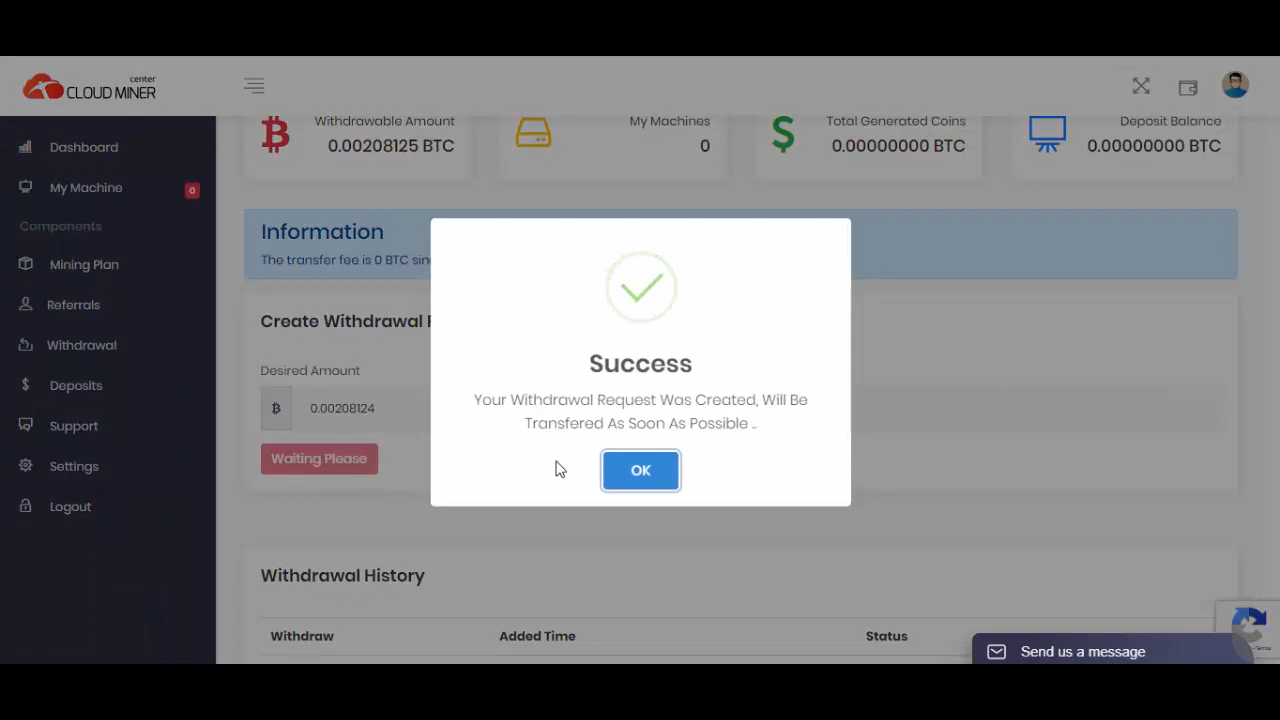 center
CLOUD MINER
Dashboard
My Machine
0
Components
Mining Plan
Referrals
Withdrawal
Deposits
Support
Settings
Logout
Withdrawable Amount
0.00208125 BTC
My Machines
0
Total Generated Coins
0.00000000 BTC
Deposit Balance
0.00000000 BTC
Information
The transfer fee is 0 BTC
Create Withdrawal
Desired Amount
0.00208124
Waiting Please
Success
Your Withdrawal Request Was Created, Will Be
Transfered As Soon As Possible ..
OK
Withdrawal History
Withdraw
Added Time
Status
Send us a message